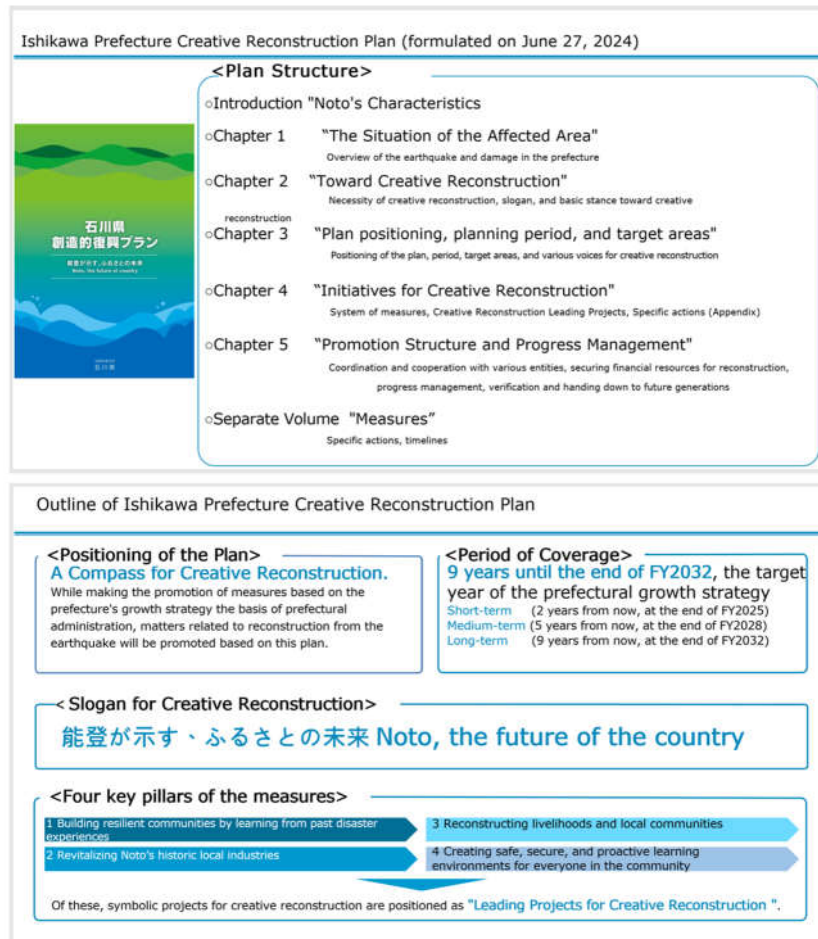 Ishikawa Prefecture Creative Reconstruction Plan (formulated on June 27, 2024)
<Plan Structure>
○Introduction "Noto's Characteristics
○Chapter 1 “The Situation of the Affected Area"
Overview of the earthquake and damage in the prefecture
○Chapter 2 “Toward Creative Reconstruction"
Necessity of creative reconstruction, slogan, and basic stance toward creative
reconstruction
○Chapter 3 “Plan positioning, planning period, and target areas"
Positioning of the plan, period, target areas, and various voices for creative reconstruction
○Chapter 4 “Initiatives for Creative Reconstruction"
System of measures, Creative Reconstruction Leading Projects, Specific actions (Appendix)
○Chapter 5 “Promotion Structure and Progress Management"
Coordination and cooperation with various entities, securing financial resources for reconstruction,
progress management, verification and handing down to future generations
○Separate Volume "Measures”
Specific actions, timelines
石川県
創造的復興プラン
能登が示す、ふるさとの未来
Noto, the future of country
石川県
Outline of Ishikawa Prefecture Creative Reconstruction Plan
<Positioning of the Plan>
A Compass for Creative Reconstruction.
While making the promotion of measures based on the
prefecture's growth strategy the basis of prefectural
administration, matters related to reconstruction from the
earthquake will be promoted based on this plan.
<Period of Coverage>
9 years until the end of FY2032, the target
year of the prefectural growth strategy
Short-term (2 years from now, at the end of FY2025)
Medium-term (5 years from now, at the end of FY2028)
Long-term (9 years from now, at the end of FY2032)
< Slogan for Creative Reconstruction>
能登が示す、ふるさとの未来 Noto, the future of the country
<Four key pillars of the measures>
1 Building resilient communities by learning from past disaster
experiences
2 Revitalizing Noto's historic local industries
3 Reconstructing livelihoods and local communities
4 Creating safe, secure, and proactive learning
environments for everyone in the community
Of these, symbolic projects for creative reconstruction are positioned as "Leading Projects for Creative Reconstruction ".